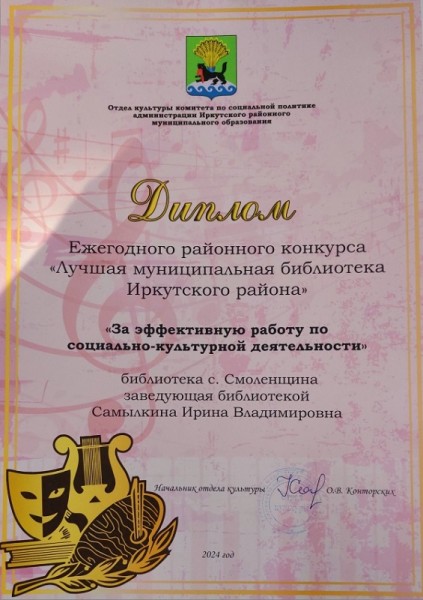 Отдел культуры комитета по социальной политике
администрации Иркутского районного
муниципального образования
Диплом
Ежегодного районного конкурса
«Лучшая муниципальная библиотека
Иркутского района»
«За эффективную работу по
социально-культурной деятельности»
библиотека с. Смоленщина
заведующая библиотекой
Самылкина Ирина Владимировна
Начальник отдела культуры О.В. Конторских
2024 год